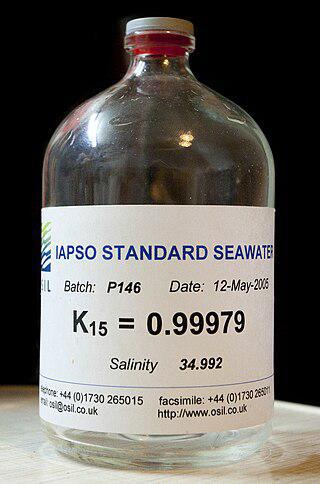 IAPSO STANDARD SEAWATER
Batch: P146 Date: 12-May-2005
K15 = 0.99979
Salinity 34.992
+44 (0)1730 265015 facsimile: +44 (0)1730 265011
osil@osil.co.uk http://www.osil.co.uk